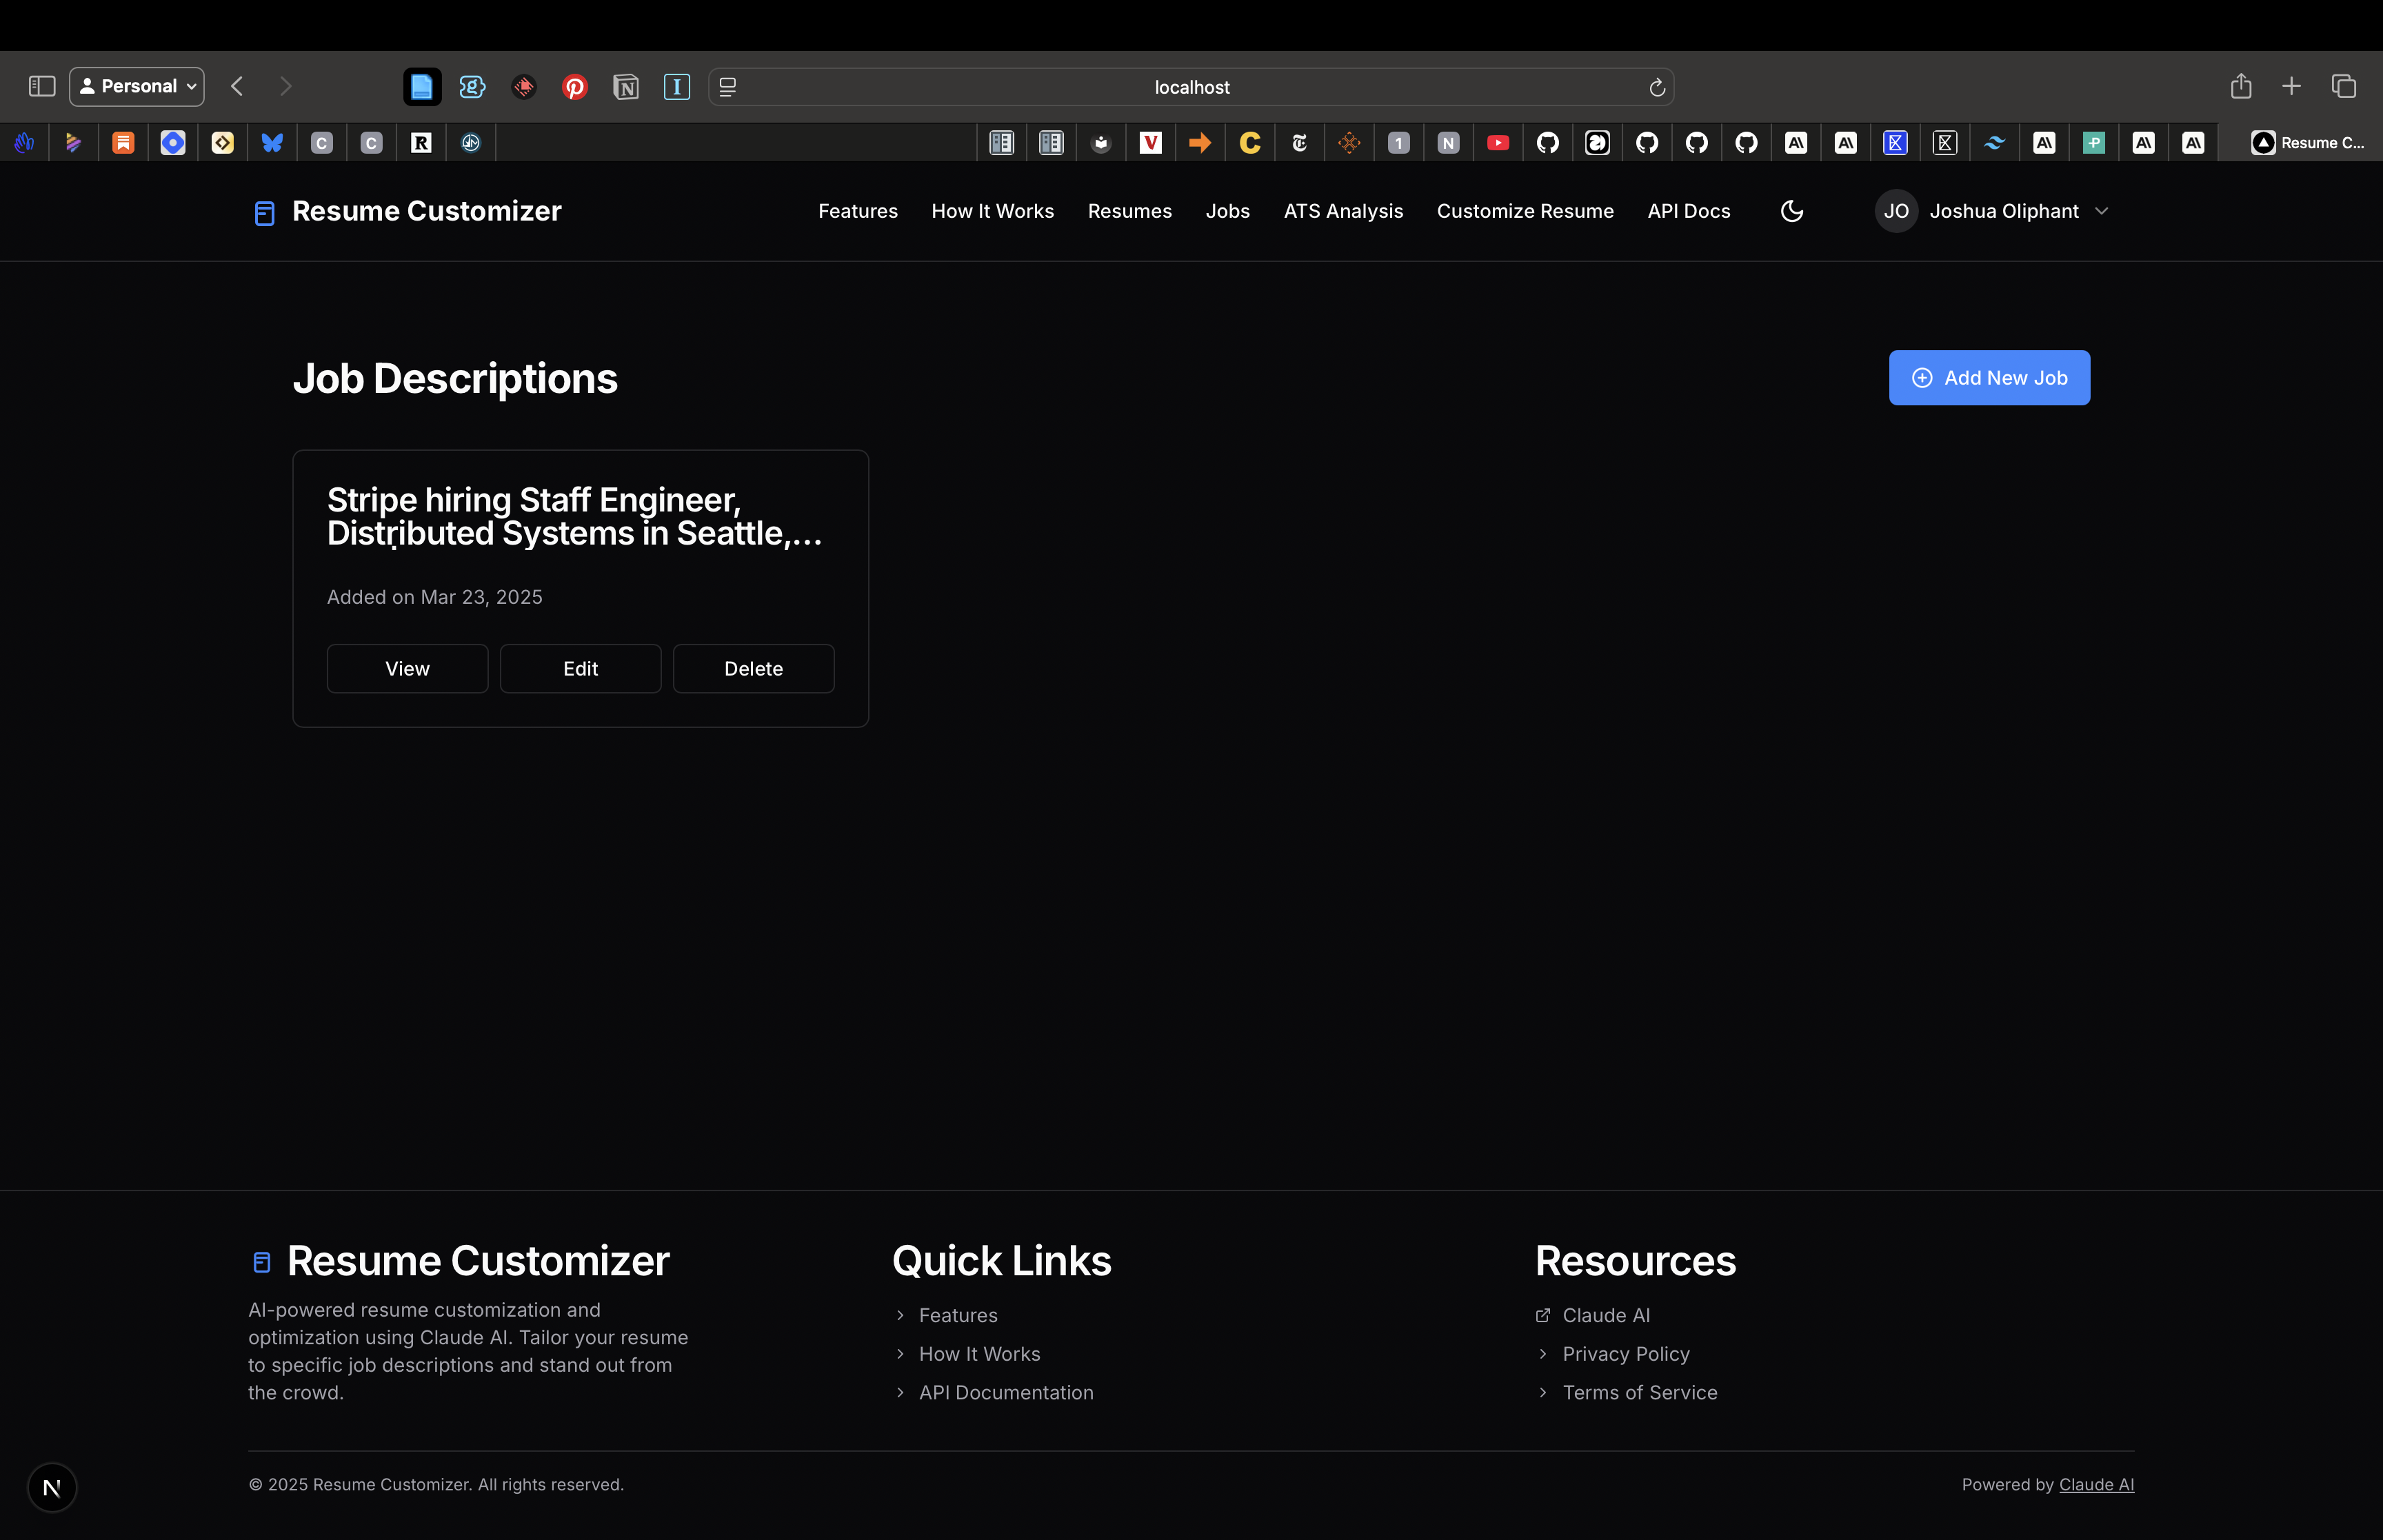 Personal
localhost
Resume C...
Resume Customizer
Features
How It Works
Resumes
Jobs
ATS Analysis
Customize Resume
API Docs
JO
Joshua Oliphant
Job Descriptions
Add New Job
Stripe hiring Staff Engineer,
Distributed Systems in Seattle,...
Added on Mar 23, 2025
View
Edit
Delete
Resume Customizer
AI-powered resume customization and
optimization using Claude AI. Tailor your resume
to specific job descriptions and stand out from
the crowd.
Quick Links
Features
How It Works
API Documentation
Resources
Claude AI
Privacy Policy
Terms of Service
© 2025 Resume Customizer. All rights reserved.
Powered by Claude AI
N